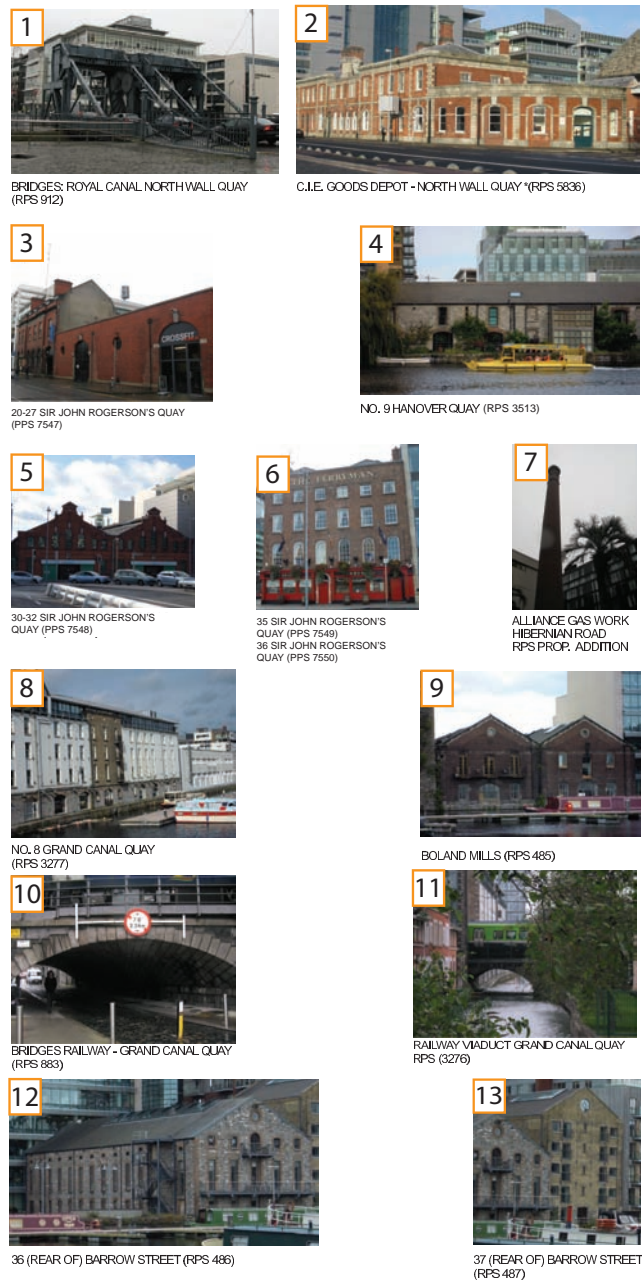 1
BRIDGES: ROYAL CANAL NORTH WALL QUAY
(RPS 912)
2
C.I.E. GOODS DEPOT - NORTH WALL QUAY *(RPS 5836)
3
CROSSFIT
20-27 SIR JOHN ROGERSON'S QUAY
(PPS 7547)
4
NO. 9 HANOVER QUAY (RPS 3513)
5
30-32 SIR JOHN ROGERSON'S
QUAY (PPS 7548)
6
THE FERRYMAN
35 SIR JOHN ROGERSON'S
QUAY (PPS 7549)
36 SIR JOHN ROGERSON'S
QUAY (PPS 7550)
7
ALLIANCE GAS WORK
HIBERNIAN ROAD
RPS PROP. ADDITION
8
NO. 8 GRAND CANAL QUAY
(RPS 3277)
9
BOLAND MILLS (RPS 485)
10
BRIDGES RAILWAY - GRAND CANAL QUAY
(RPS 883)
11
RAILWAY VIADUCT GRAND CANAL QUAY
RPS (3276)
12
36 (REAR OF) BARROW STREET (RPS 486)
13
37 (REAR OF) BARROW STREET
(RPS 487)